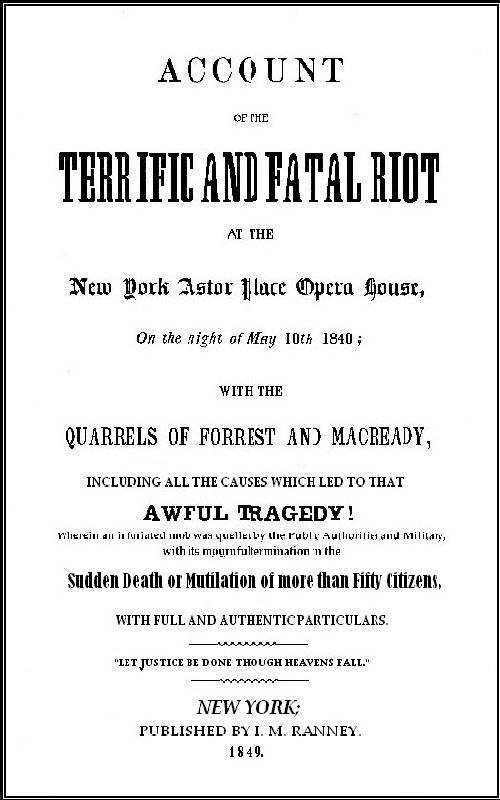 ACCOUNT
OF THE
TERRIFIC AND FATAL RIOT
AT THE
New York Astor Place Opera House,
On the night of May 10th 1840;
WITH THE
QUARRELS OF FORREST AND MACREADY,
INCLUDING ALL THE CAUSES WHICH LED TO THAT
AWFUL TRAGEDY!
Wherein an infuriated mob was quelled by the Public Authorities and Military,
with its mournful termination in the
Sudden Death or Mutilation of more than Fifty Citizens,
WITH FULL AND AUTHENTIC PARTICULARS.
"LET JUSTICE BE DONE THOUGH HEAVENS FALL."
NEW YORK;
PUBLISHED BY I. M. RANNEY.
1849.